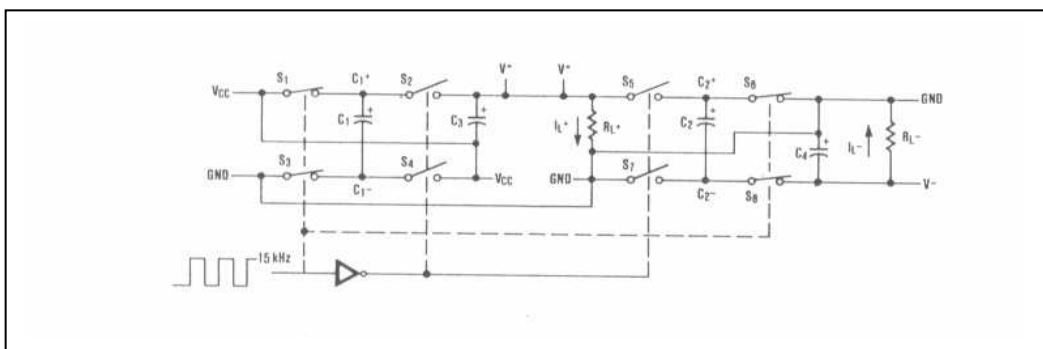 S1 C1+ S2 V+ V+ S5 C2+ S6
VCC GND
C1 + C3 + IL+ RL+ C2 + C4 + IL- RL-
S3 S4 S7 S8
GND C1- VCC GND C2- V-
15 kHz